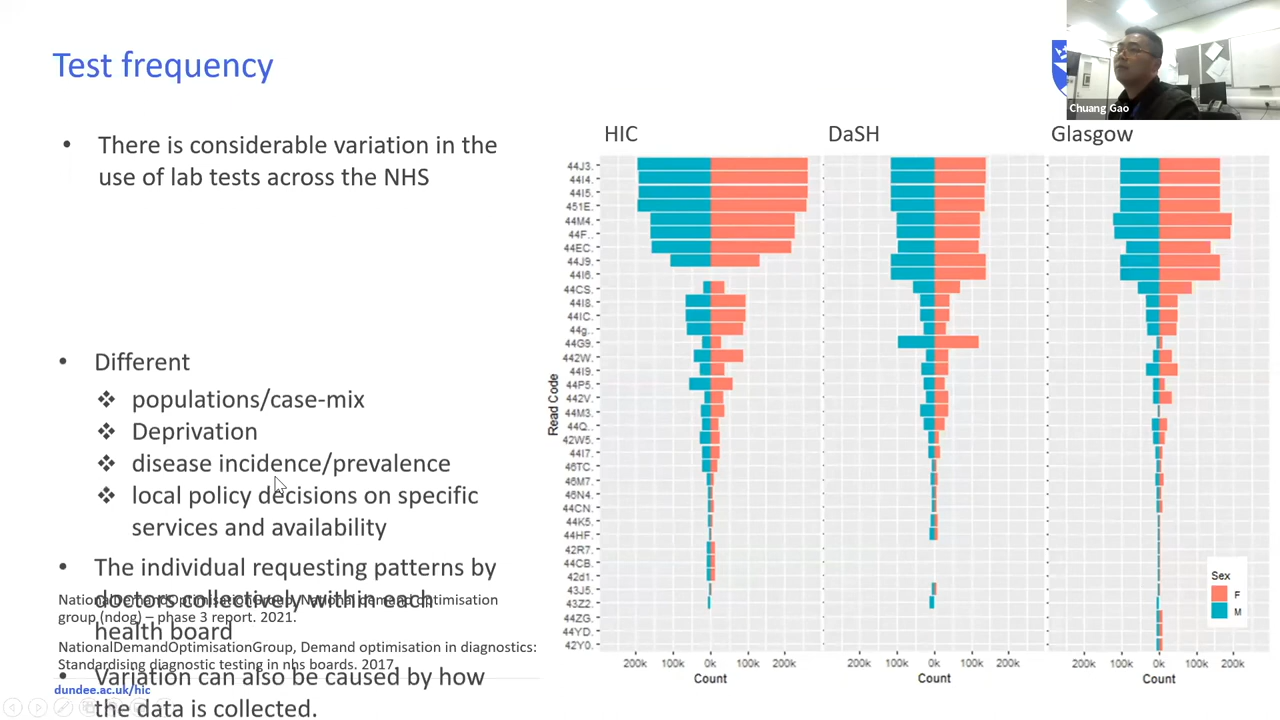 Test frequency
Chuang Gao
• There is considerable variation in the
use of lab tests across the NHS
• Different
❖ populations/case-mix
❖ Deprivation
❖ disease incidence/prevalence
❖ local policy decisions on specific
services and availability
• The individual requesting patterns by
doctors collectively within each
health board
• Variation can also be caused by how
the data is collected.
NationalDemandOptimisationGroup, National demand optimisation
group (ndog) – phase 3 report. 2021.
NationalDemandOptimisationGroup, Demand optimisation in diagnostics:
Standardising diagnostic testing in nhs boards. 2017.
dundee.ac.uk/hic
HIC DaSH Glasgow
Read Code
44J3.
44I4.
44I5.
451E.
44M4.
44F..
44EC.
44J9.
44I6.
44CS.
44I8.
44IC.
44g..
44G9.
442W.
44I9.
44P5.
442V.
44M3.
44Q..
42W5.
44I7.
46TC.
46M7.
46N4.
44CN.
44K5.
44HF.
42R7.
44CB.
42d1.
43J5.
43Z2.
44ZG.
44YD.
42Y0.
200k 100k 0k 100k 200k 200k 100k 0k 100k 200k 200k 100k 0k 100k 200k
Count Count Count
Sex
F
M